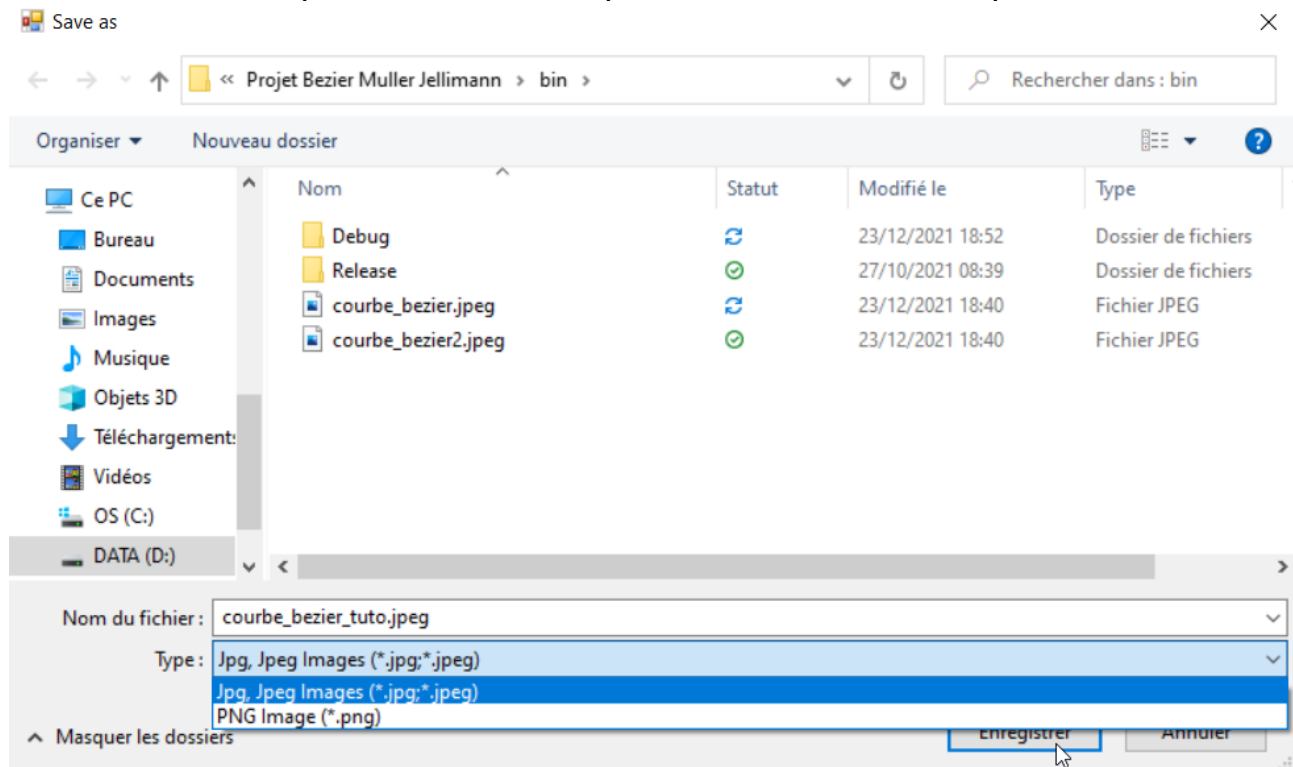 Save as
« Projet Bezier Muller Jellimann > bin >
Rechercher dans : bin
Organiser
Nouveau dossier
?
Nom Statut Modifié le Type
Ce PC
Bureau
Documents
Images
Musique
Objets 3D
Téléchargement
Vidéos
OS (C:)
DATA (D:)
Debug 23/12/2021 18:52 Dossier de fichiers
Release 27/10/2021 08:39 Dossier de fichiers
courbe_bezier.jpeg 23/12/2021 18:40 Fichier JPEG
courbe_bezier2.jpeg 23/12/2021 18:40 Fichier JPEG
Nom du fichier : courbe_bezier_tuto.jpeg
Type : Jpg, Jpeg Images (*.jpg;*.jpeg)
Jpg, Jpeg Images (*.jpg;*.jpeg)
PNG Image (*.png)
Masquer les dossiers
Enregistrer Annuler